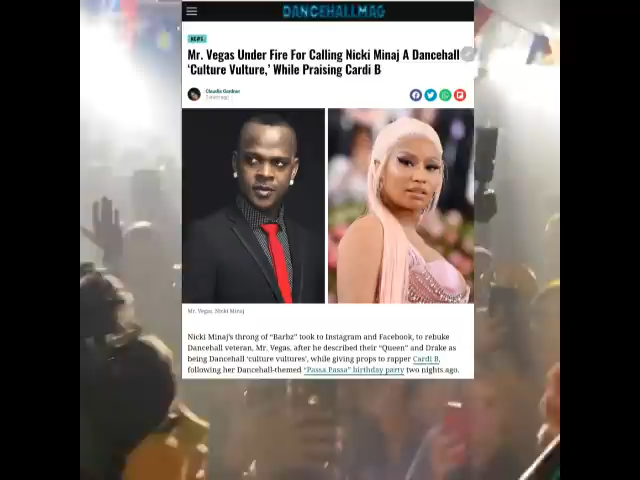 DANCEHALLMAG
NEWS
Mr. Vegas Under Fire For Calling Nicki Minaj A Dancehall
‘Culture Vulture,’ While Praising Cardi B
Claudia Gardner
Mr. Vegas, Nicki Minaj
Nicki Minaj’s throng of “Barbz” took to Instagram and Facebook, to rebuke
Dancehall veteran, Mr. Vegas, after he described their “Queen” and Drake as
being Dancehall ‘culture vultures’, while giving props to rapper Cardi B,
following her Dancehall-themed “Passa Passa” birthday party two nights ago.